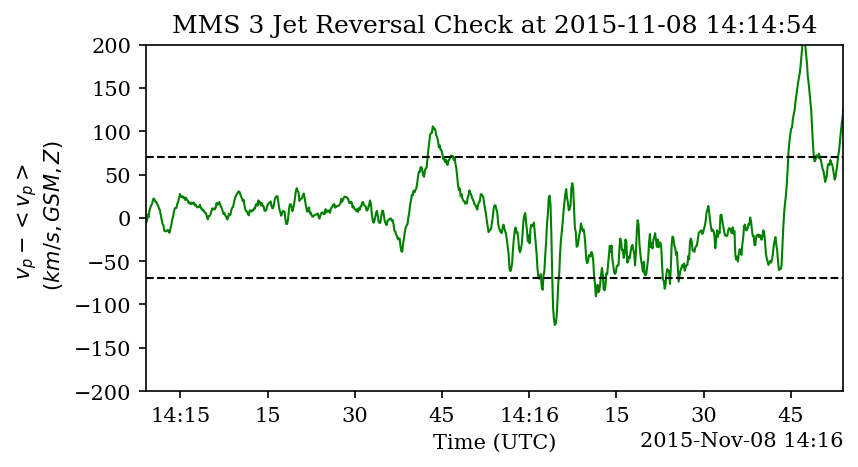 MMS 3 Jet Reversal Check at 2015-11-08 14:14:54
200
150
100
50
0
−50
−100
−150
−200
v_p − < v_p >
(km/s, GSM, Z)
14:15 15 30 45 14:16 15 30 45
Time (UTC)
2015-Nov-08 14:16